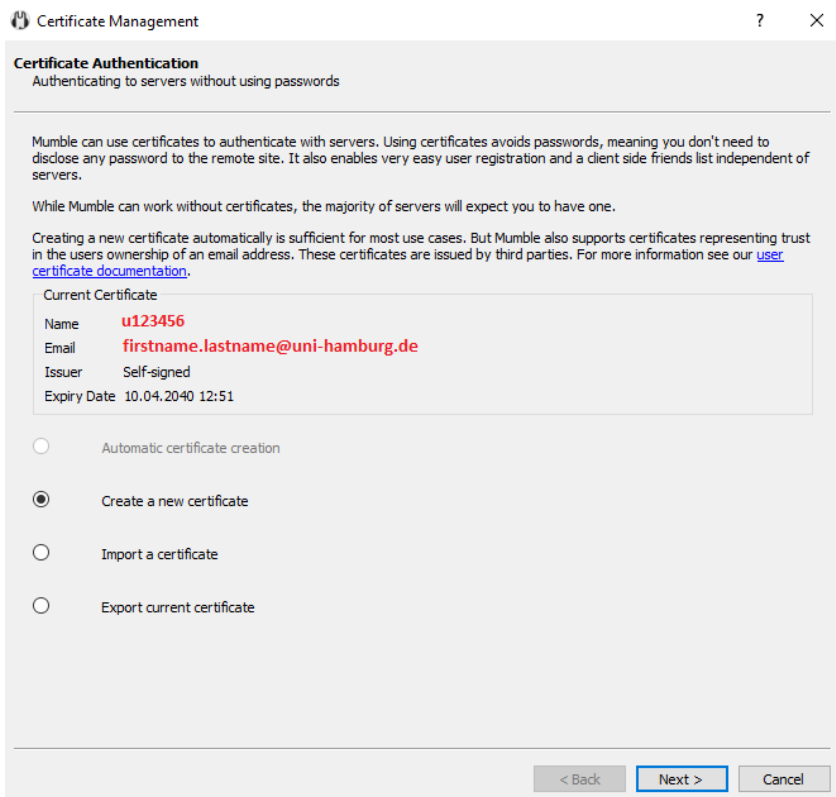 Certificate Management
?
Certificate Authentication
Authenticating to servers without using passwords
Mumble can use certificates to authenticate with servers. Using certificates avoids passwords, meaning you don't need to
disclose any password to the remote site. It also enables very easy user registration and a client side friends list independent of
servers.
While Mumble can work without certificates, the majority of servers will expect you to have one.
Creating a new certificate automatically is sufficient for most use cases. But Mumble also supports certificates representing trust
in the users ownership of an email address. These certificates are issued by third parties. For more information see our user
certificate documentation.
Current Certificate
Name u123456
Email firstname.lastname@uni-hamburg.de
Issuer Self-signed
Expiry Date 10.04.2040 12:51
Automatic certificate creation
Create a new certificate
Import a certificate
Export current certificate
< Back Next > Cancel